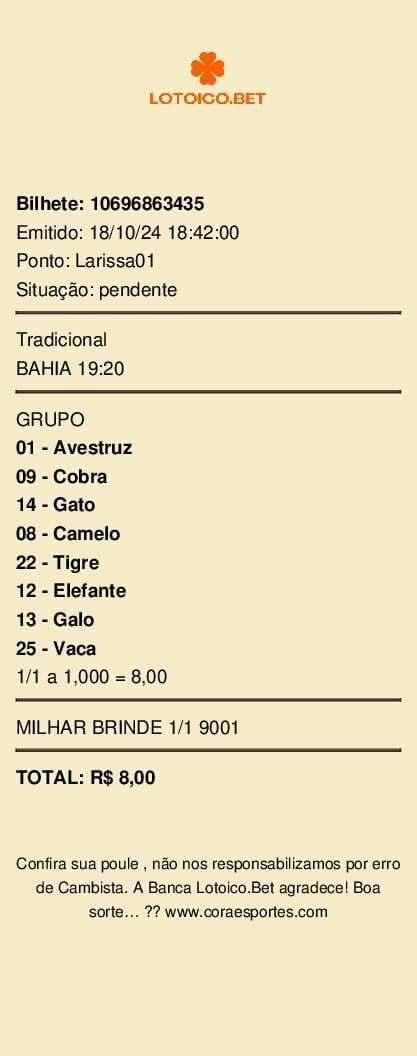 LOTOICO.BET
Bilhete: 10696863435
Emitido: 18/10/24 18:42:00
Ponto: Larissa01
Situação: pendente
Tradicional
BAHIA 19:20
GRUPO
01 - Avestruz
09 - Cobra
14 - Gato
08 - Camelo
22 - Tigre
12 - Elefante
13 - Galo
25 - Vaca
1/1 a 1,000 = 8,00
MILHAR BRINDE 1/1 9001
TOTAL: R$ 8,00
Confira sua poule , não nos responsabilizamos por erro
de Cambista. A Banca Lotoico.Bet agradece! Boa
sorte... ?? www.coraesportes.com